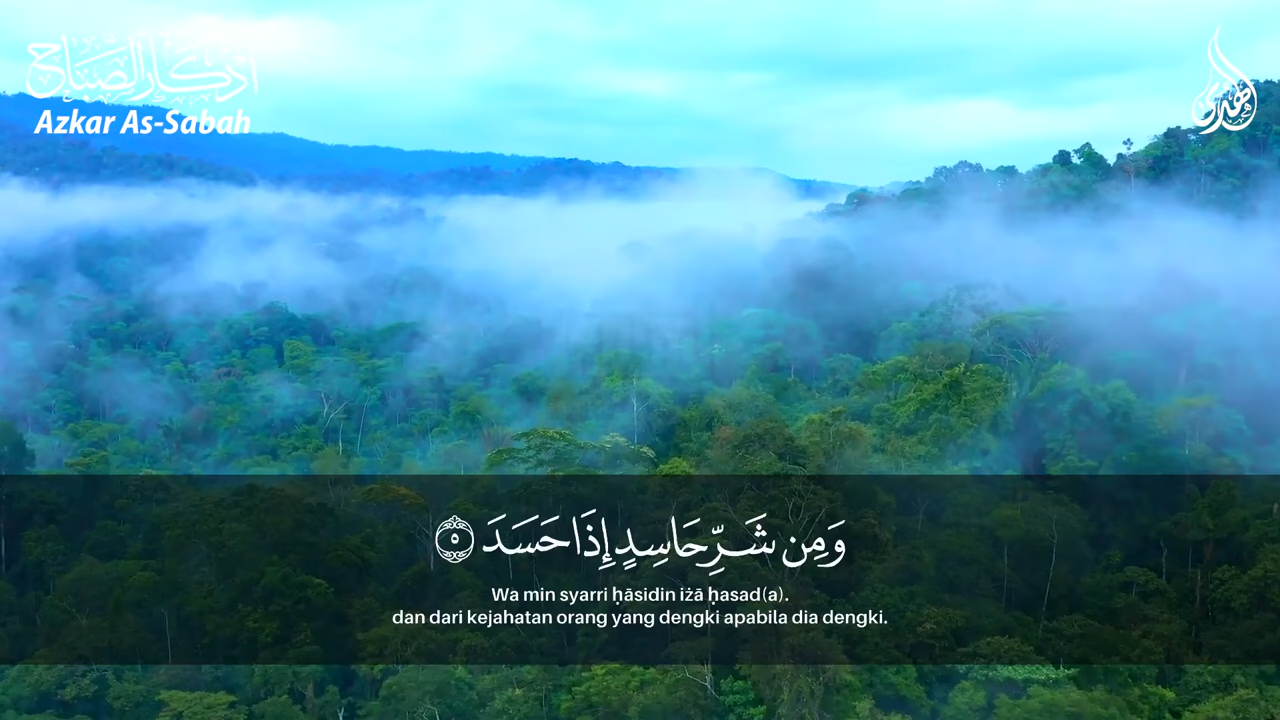 أذكار الصباح
Azkar As-Sabah
الهدى
وَمِن شَرِّ حَاسِدٍ إِذَا حَسَدَ ۝٥
Wa min syarri ḥāsidin iżā ḥasad(a).
dan dari kejahatan orang yang dengki apabila dia dengki.